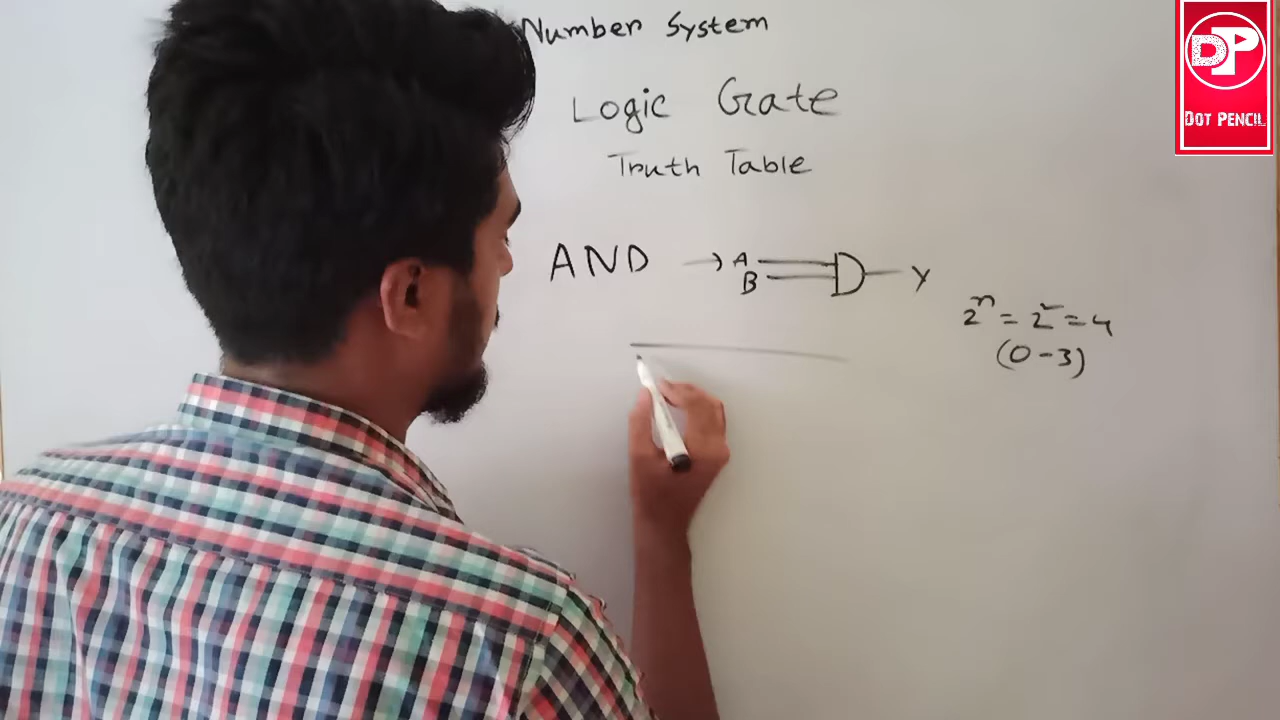 Number System
Logic Gate
Truth Table
AND → A
B
Y
2ⁿ = 2² = 4
(0-3)
DP
DOT PENCIL